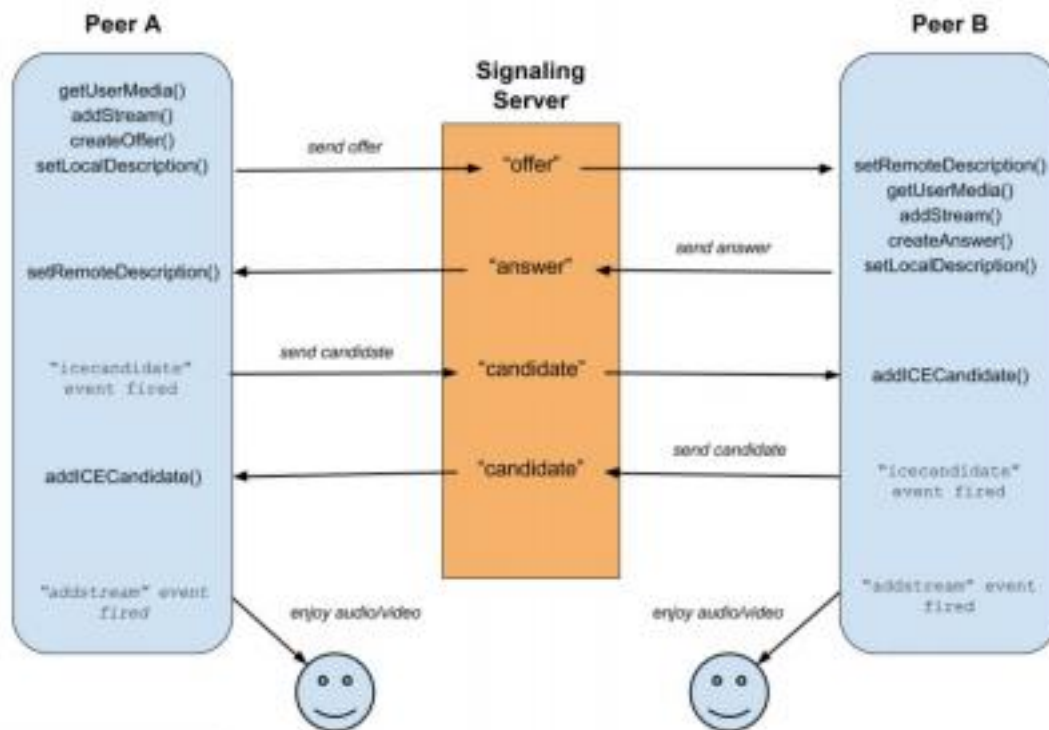 Peer A
Peer B
Signaling
Server
getUserMedia()
addStream()
createOffer()
setLocalDescription()
send offer
"offer"
setRemoteDescription()
getUserMedia()
addStream()
createAnswer()
setLocalDescription()
send answer
"answer"
setRemoteDescription()
"icecandidate"
event fired
send candidate
"candidate"
addICECandidate()
send candidate
"candidate"
addICECandidate()
"icecandidate"
event fired
"addstream" event
fired
enjoy audio/video
enjoy audio/video
"addstream" event
fired